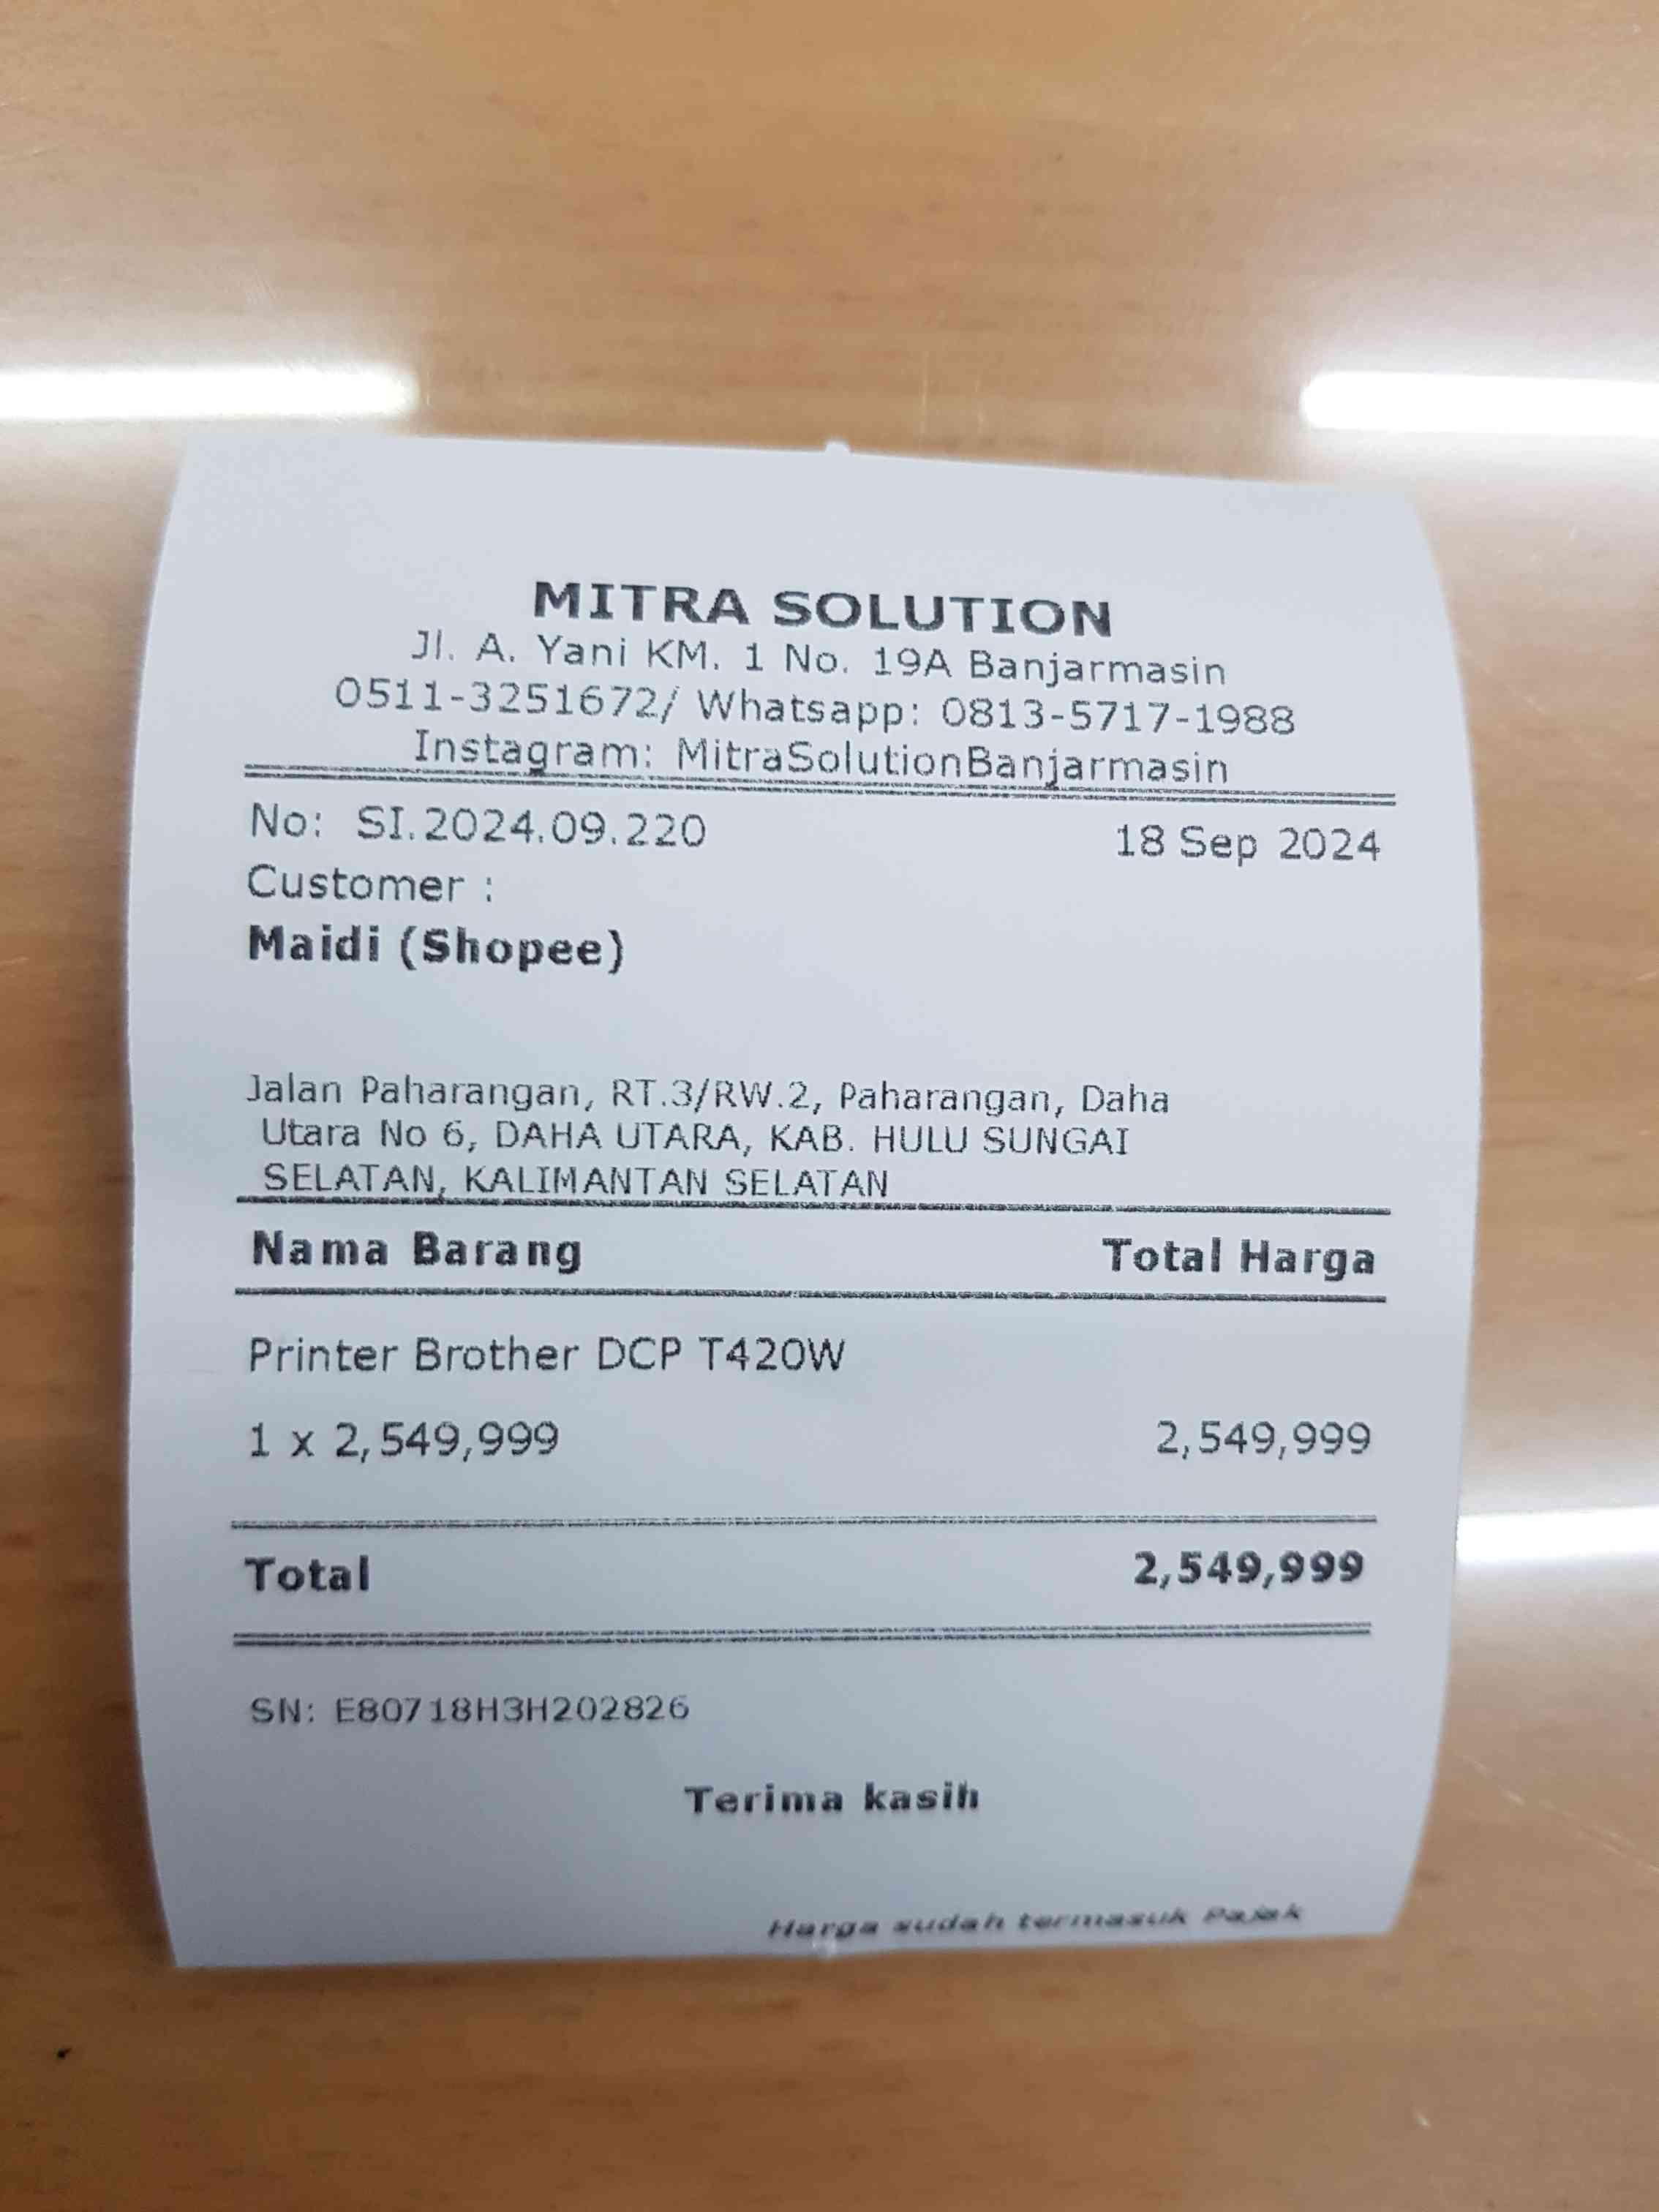 MITRA SOLUTION
Jl. A. Yani KM. 1 No. 19A Banjarmasin
0511-3251672/ Whatsapp: 0813-5717-1988
Instagram: MitraSolutionBanjarmasin
No: SI.2024.09.220 18 Sep 2024
Customer :
Maidi (Shopee)
Jalan Paharangan, RT.3/RW.2, Paharangan, Daha
Utara No 6, DAHA UTARA, KAB. HULU SUNGAI
SELATAN, KALIMANTAN SELATAN
Nama Barang Total Harga
Printer Brother DCP T420W
1 x 2,549,999 2,549,999
Total 2,549,999
SN: E80718H3H202826
Terima kasih
Harga sudah termasuk Pajak